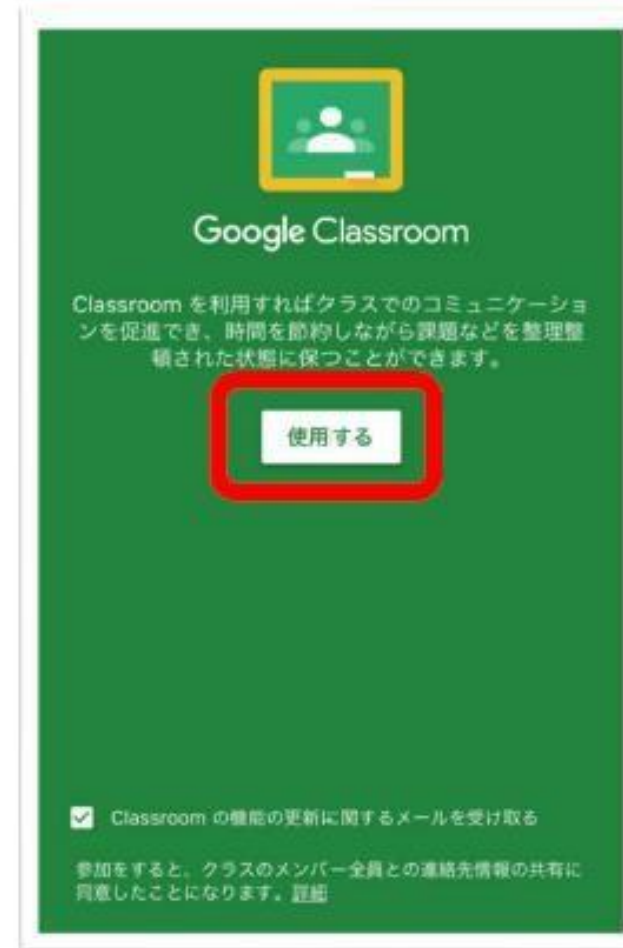 Google Classroom
Classroom を利用すればクラスでのコミュニケーショ
ンを促進でき、時間を節約しながら課題などを整理整
頓された状態に保つことができます。
使用する
Classroom の機能の更新に関するメールを受け取る
参加をすると、クラスのメンバー全員との連絡先情報の共有に
同意したことになります。詳細